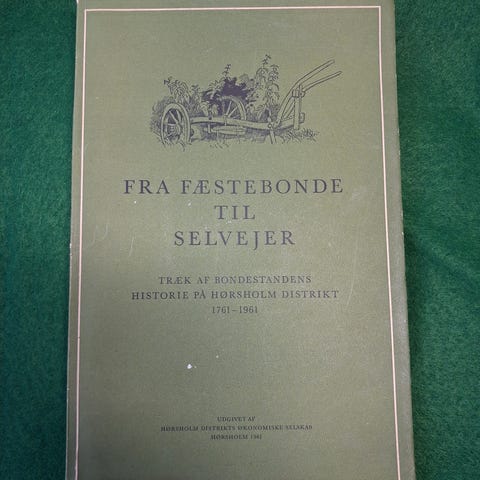 FRA FÆSTEBONDE
TIL
SELVEJER
TRÆK AF BONDESTANDENS
HISTORIE PÅ HØRSHOLM DISTRIKT
1761-1961
UDGIVET AF
HØRSHOLM DISTRIKTS ØKONOMISKE SELSKAB
HØRSHOLM 1961